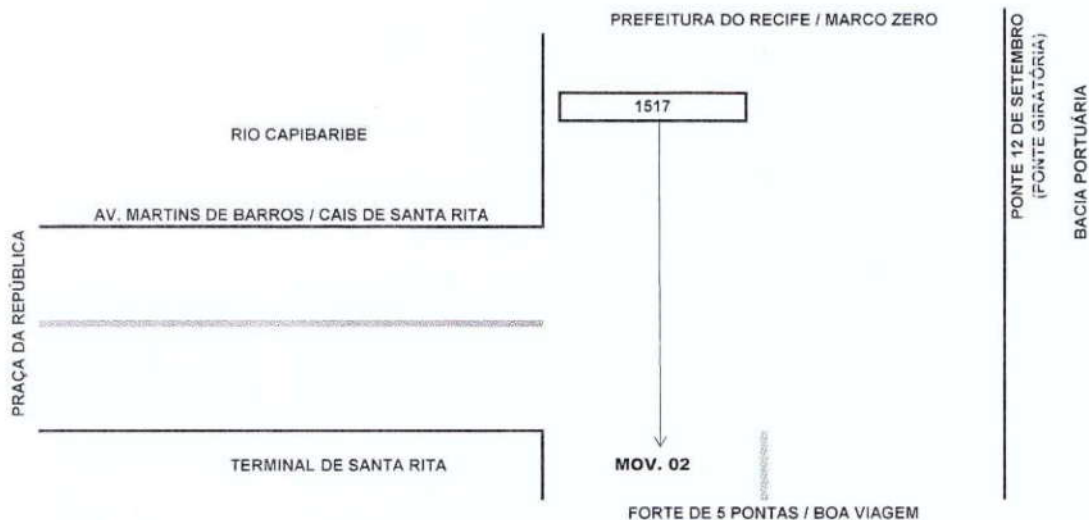 PREFEITURA DO RECIFE / MARCO ZERO
1517
RIO CAPIBARIBE
AV. MARTINS DE BARROS / CAIS DE SANTA RITA
PRAÇA DA REPÚBLICA
PONTE 12 DE SETEMBRO
(PONTE GIRATÓRIA)
BACIA PORTUÁRIA
TERMINAL DE SANTA RITA
MOV. 02
FORTE DE 5 PONTAS / BOA VIAGEM